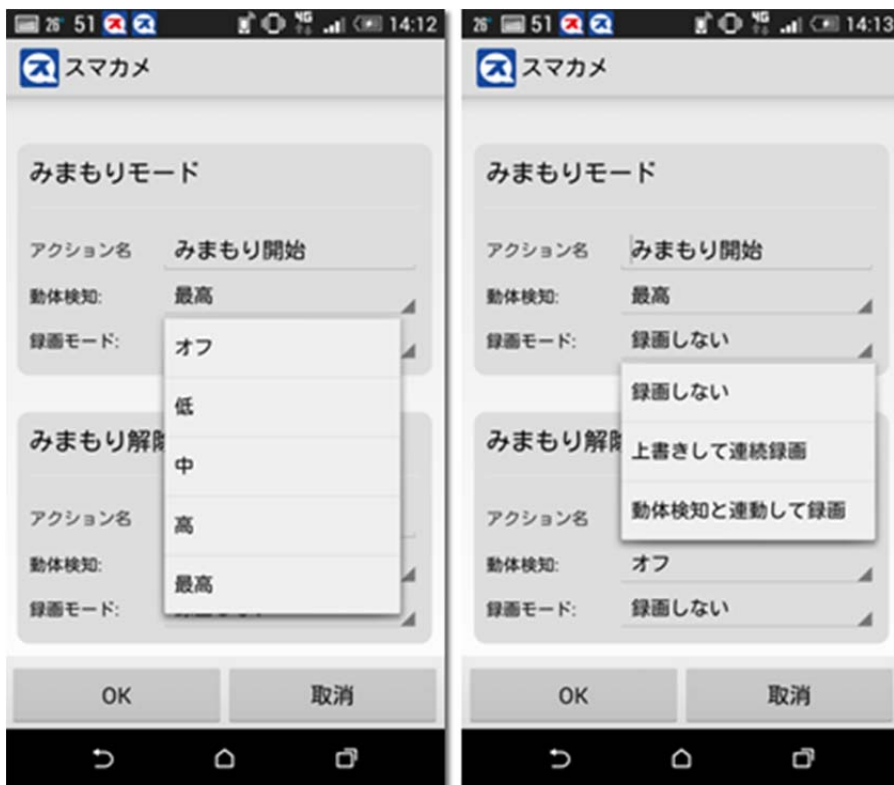 26° 51 4G 14:12
スマカメ
みまもりモード
アクション名 みまもり開始
動体検知: 最高
録画モード:
オフ
低
中
高
最高
みまもり解除
アクション名
動体検知:
録画モード:
OK 取消
26° 51 4G 14:13
スマカメ
みまもりモード
アクション名 みまもり開始
動体検知: 最高
録画モード: 録画しない
録画しない
上書きして連続録画
動体検知と連動して録画
みまもり解除
アクション名
動体検知: オフ
録画モード: 録画しない
OK 取消